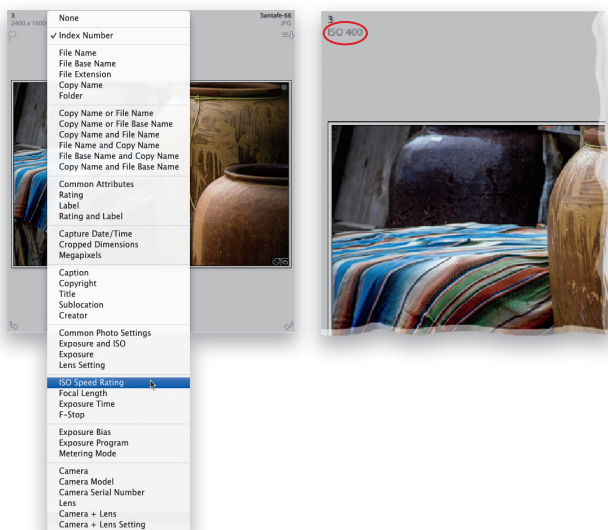 3
2400 x 1600
Santafe-66
JPG
None
✓ Index Number
File Name
File Base Name
File Extension
Copy Name
Folder
Copy Name or File Name
Copy Name or File Base Name
Copy Name and File Name
File Name and Copy Name
File Base Name and Copy Name
Copy Name and File Base Name
Common Attributes
Rating
Label
Rating and Label
Capture Date/Time
Cropped Dimensions
Megapixels
Caption
Copyright
Title
Sublocation
Creator
Common Photo Settings
Exposure and ISO
Exposure
Lens Setting
ISO Speed Rating
Focal Length
Exposure Time
F-Stop
Exposure Bias
Exposure Program
Metering Mode
Camera
Camera Model
Camera Serial Number
Lens
Camera + Lens
Camera + Lens Setting
3
ISO 400